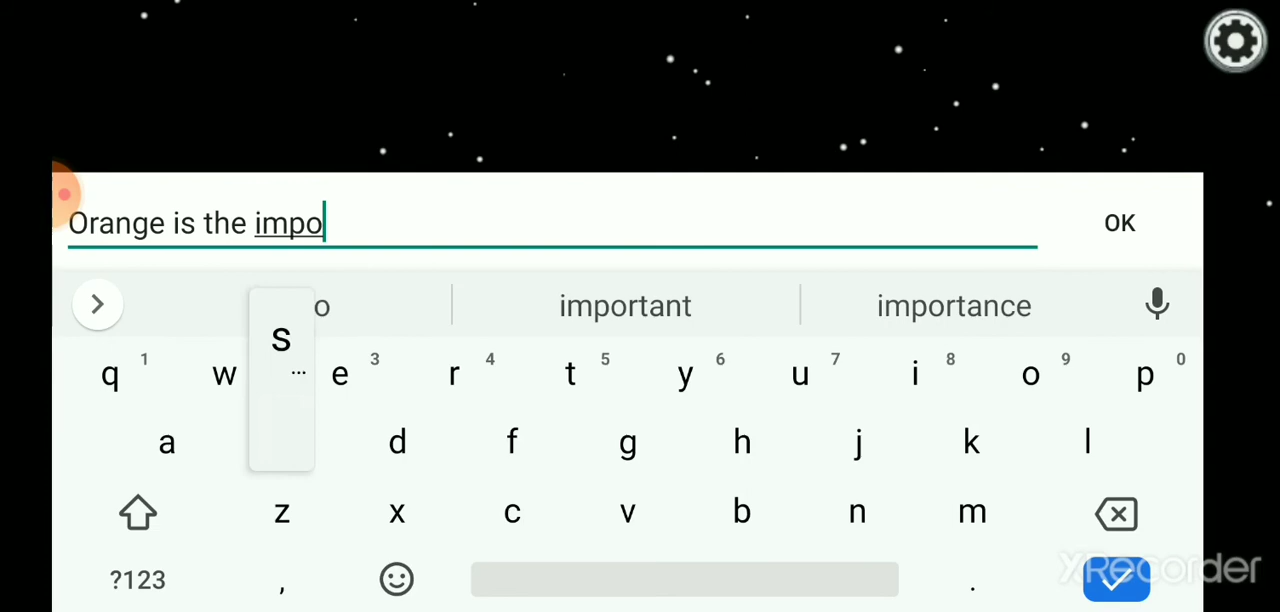 Orange is the impo
OK
o
important
importance
s
...
q 1 w e 3 r 4 t 5 y 6 u 7 i 8 o 9 p 0
a d f g h j k l
z x c v b n m
?123 , .
XRecorder